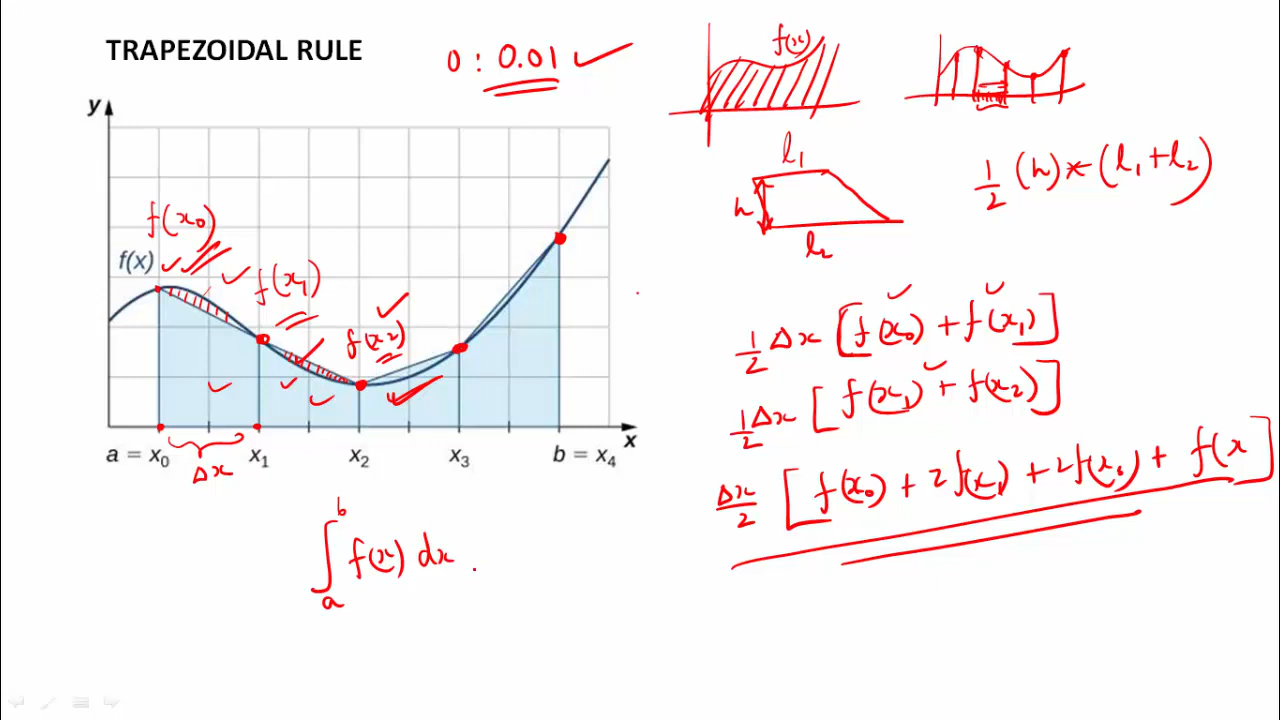 TRAPEZOIDAL RULE
0 : 0.01 ✓
f(x)
y
f(x)
f(x₀)
f(x₁)
f(x2)
a = x₀ x₁ x₂ x₃ b = x₄
x
Δx
∫ₐᵇ f(x) dx
l₁
h
l₂
1/2 (h) * (l₁ + l₂)
1/2 Δx [f(x₀) + f(x₁)]
1/2 Δx [f(x₁) + f(x₂)]
Δx/2 [f(x₀) + 2f(x₁) + 2f(x₀) + f(x]